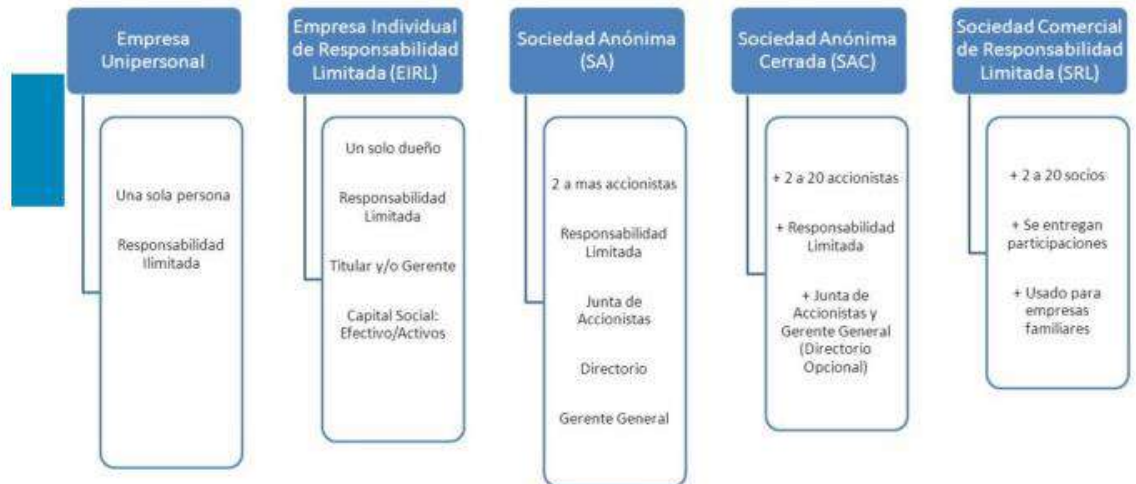 Empresa
Unipersonal
Una sola persona
Responsabilidad
Ilimitada
Empresa Individual
de Responsabilidad
Limitada (EIRL)
Un solo dueño
Responsabilidad
Limitada
Titular y/o Gerente
Capital Social:
Efectivo/Activos
Sociedad Anónima
(SA)
2 a mas accionistas
Responsabilidad
Limitada
Junta de
Accionistas
Directorio
Gerente General
Sociedad Anónima
Cerrada (SAC)
+ 2 a 20 accionistas
+ Responsabilidad
Limitada
+ Junta de
Accionistas y
Gerente General
(Directorio
Opcional)
Sociedad Comercial
de Responsabilidad
Limitada (SRL)
+ 2 a 20 socios
+ Se entregan
participaciones
+ Usado para
empresas
familiares